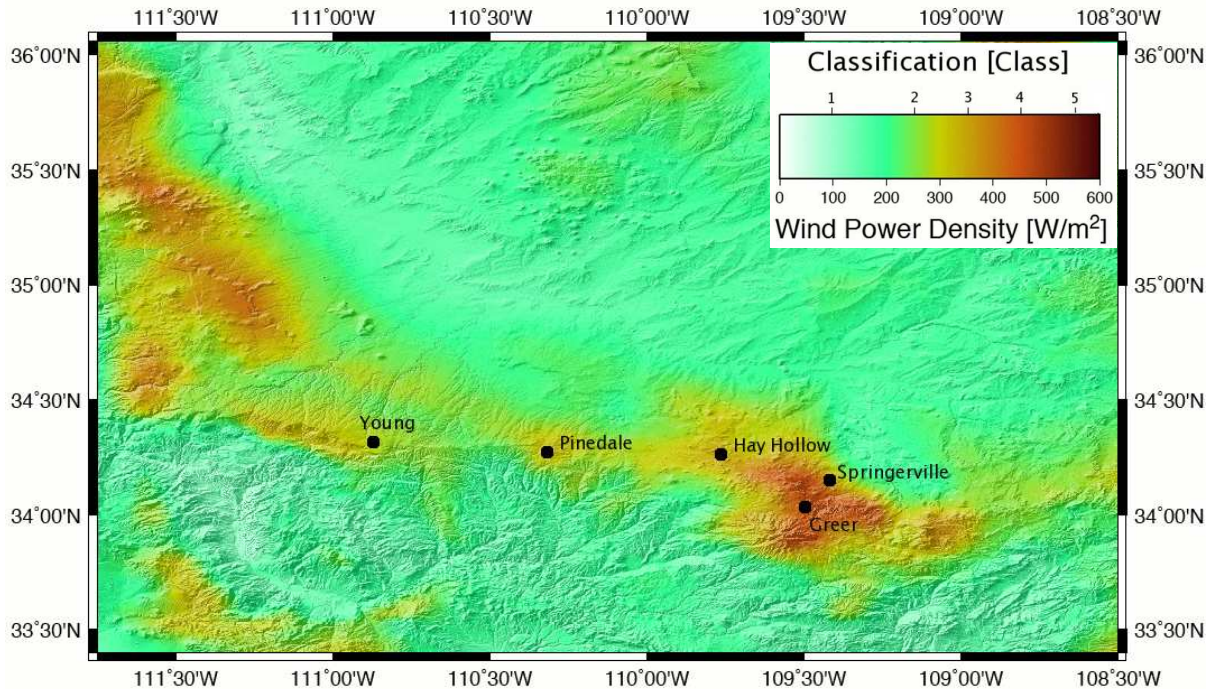 111°30'W 111°00'W 110°30'W 110°00'W 109°30'W 109°00'W 108°30'W
36°00'N 36°00'N
Classification [Class]
1 2 3 4 5
35°30'N 35°30'N
0 100 200 300 400 500 600
Wind Power Density [W/m²]
35°00'N 35°00'N
34°30'N 34°30'N
Young
Pinedale
Hay Hollow
Springerville
34°00'N 34°00'N
Greer
33°30'N 33°30'N
111°30'W 111°00'W 110°30'W 110°00'W 109°30'W 109°00'W 108°30'W